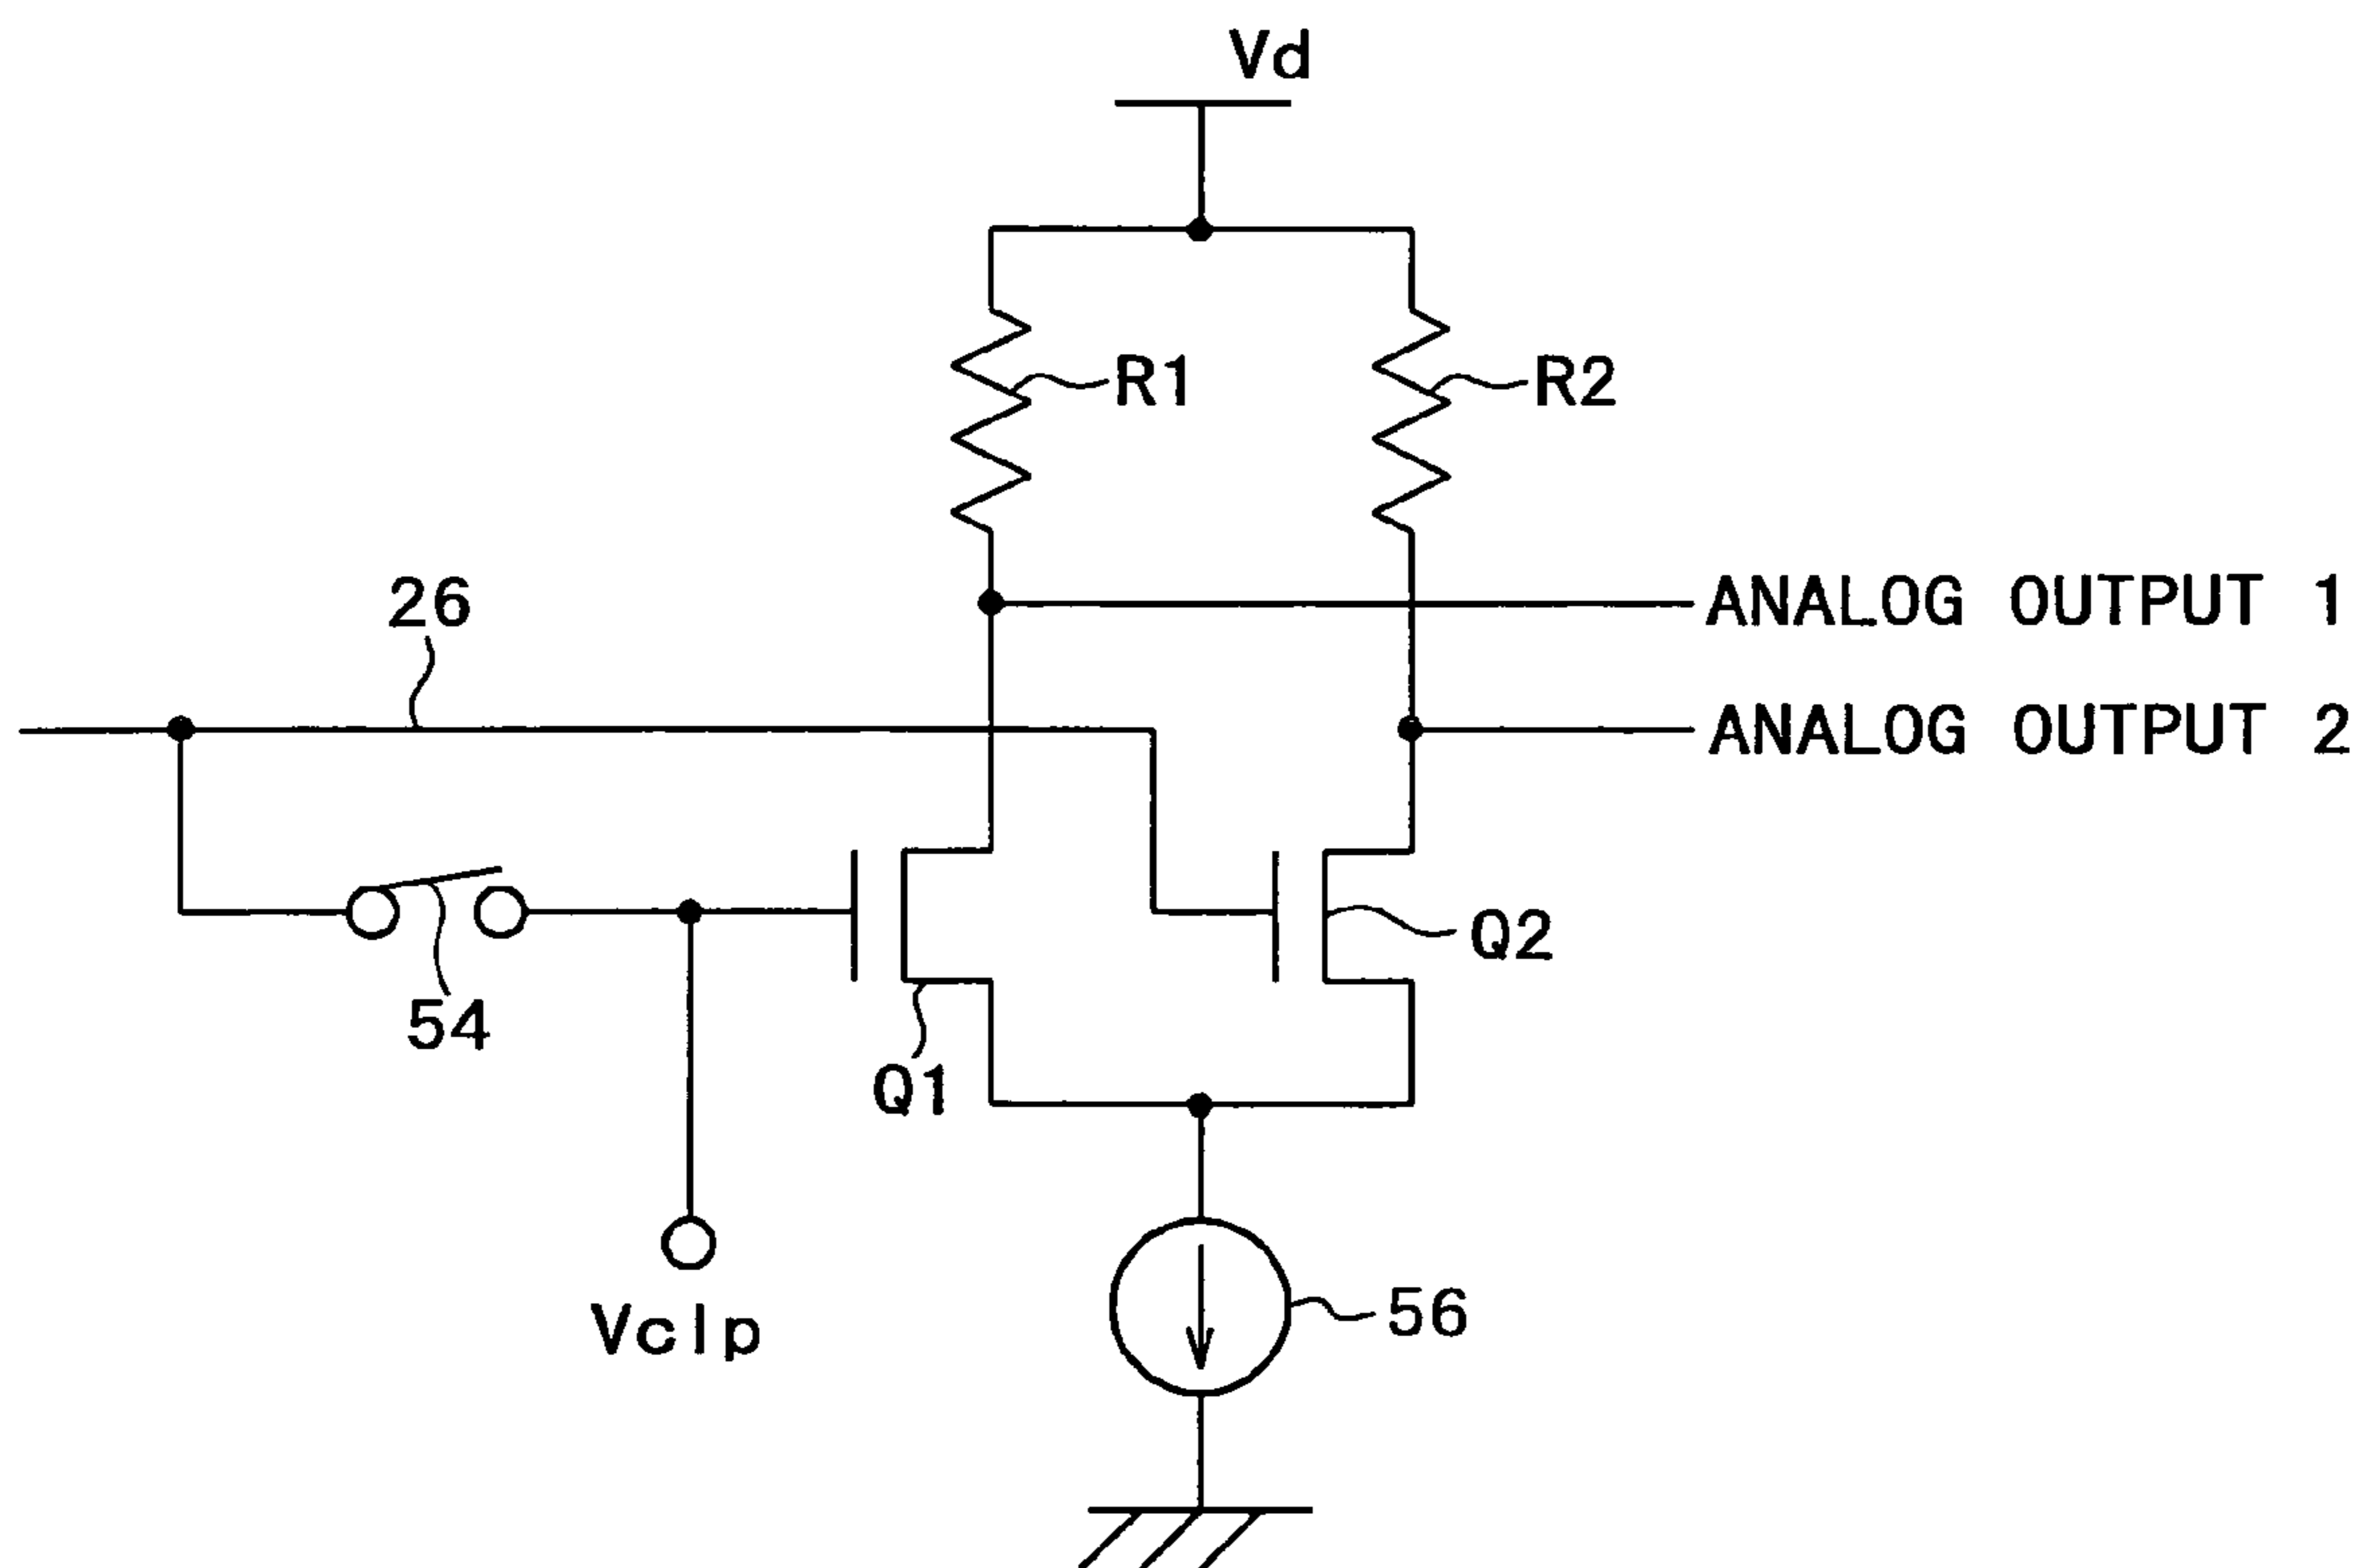 Vd
R1
R2
26
ANALOG OUTPUT 1
ANALOG OUTPUT 2
Q2
54
Q1
56
Vclp